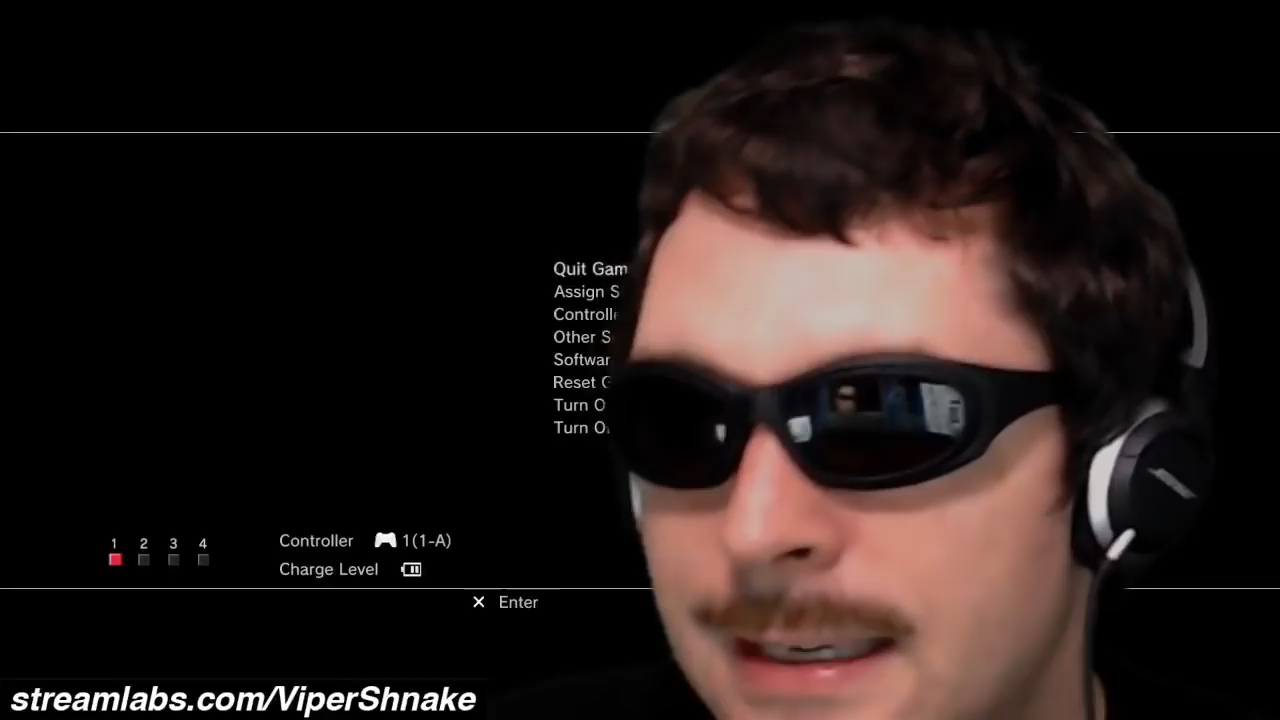 Quit Gam
Assign S
Controlle
Other S
Softwar
Reset G
Turn O
Turn O
1 2 3 4
Controller 1(1-A)
Charge Level
Enter
streamlabs.com/ViperShnake